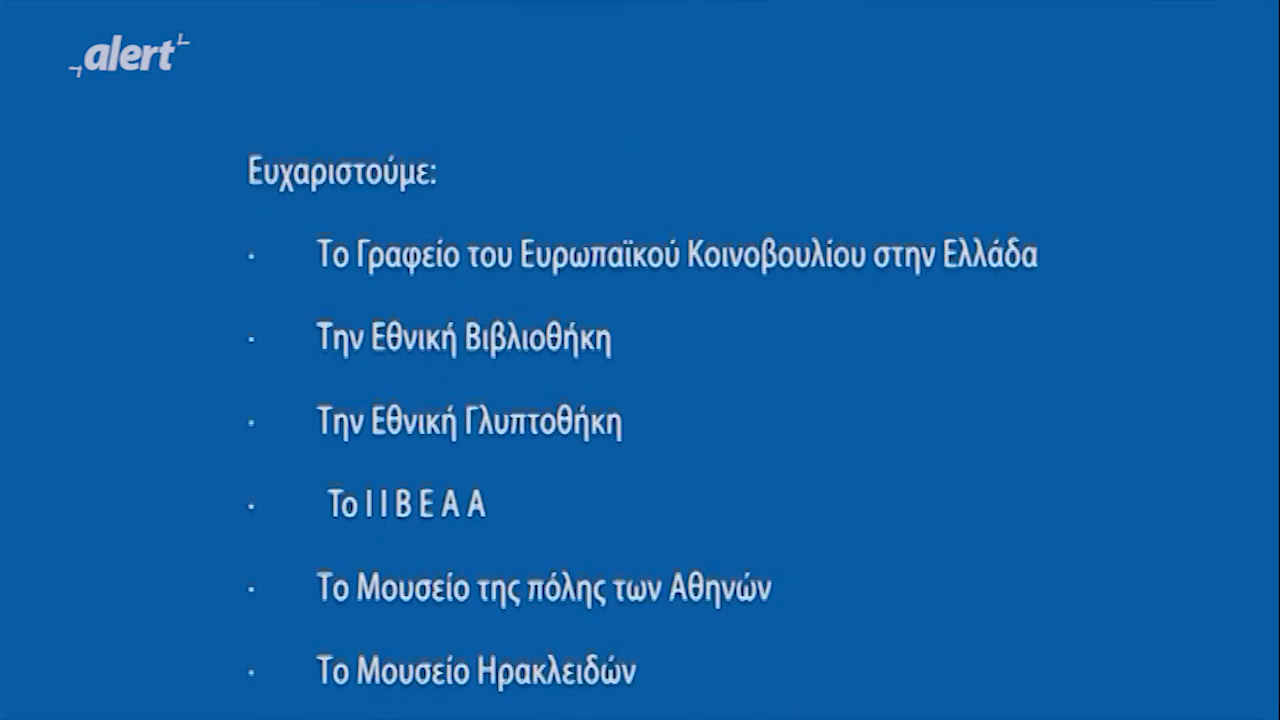 alert
Ευχαριστούμε:
· Το Γραφείο του Ευρωπαϊκού Κοινοβουλίου στην Ελλάδα
· Την Εθνική Βιβλιοθήκη
· Την Εθνική Γλυπτοθήκη
· Το Ι Ι Β Ε Α Α
· Το Μουσείο της πόλης των Αθηνών
· Το Μουσείο Ηρακλειδών